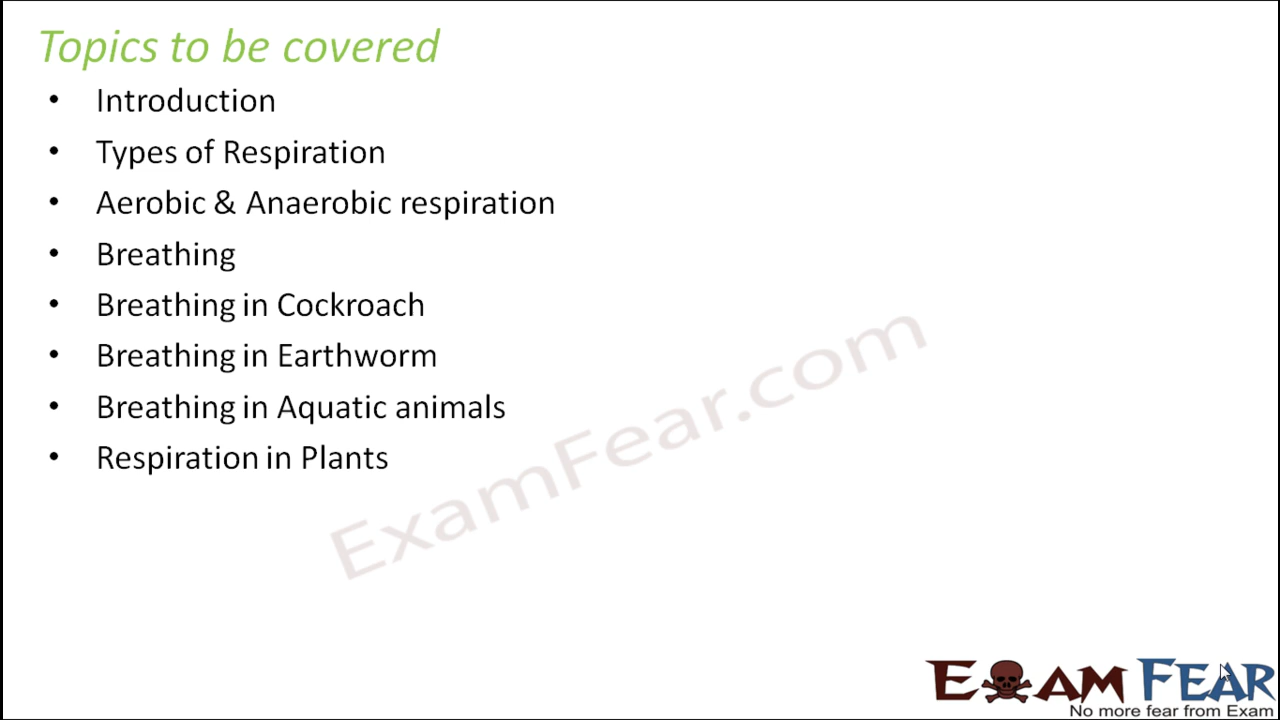 Topics to be covered
• Introduction
• Types of Respiration
• Aerobic & Anaerobic respiration
• Breathing
• Breathing in Cockroach
• Breathing in Earthworm
• Breathing in Aquatic animals
• Respiration in Plants
ExamFear.com
EXAM FEAR
No more fear from Exam